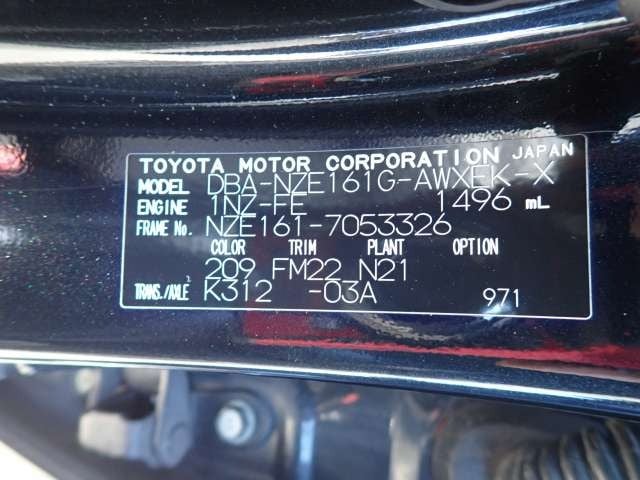 TOYOTA MOTOR CORPORATION JAPAN
MODEL DBA-NZE161G-AWXEK-X
ENGINE 1NZ-FE 1496 mL
FRAME No. NZE161-7053326
COLOR TRIM PLANT OPTION
209 FM22 N21
TRANS./AXLE K312 -03A 971